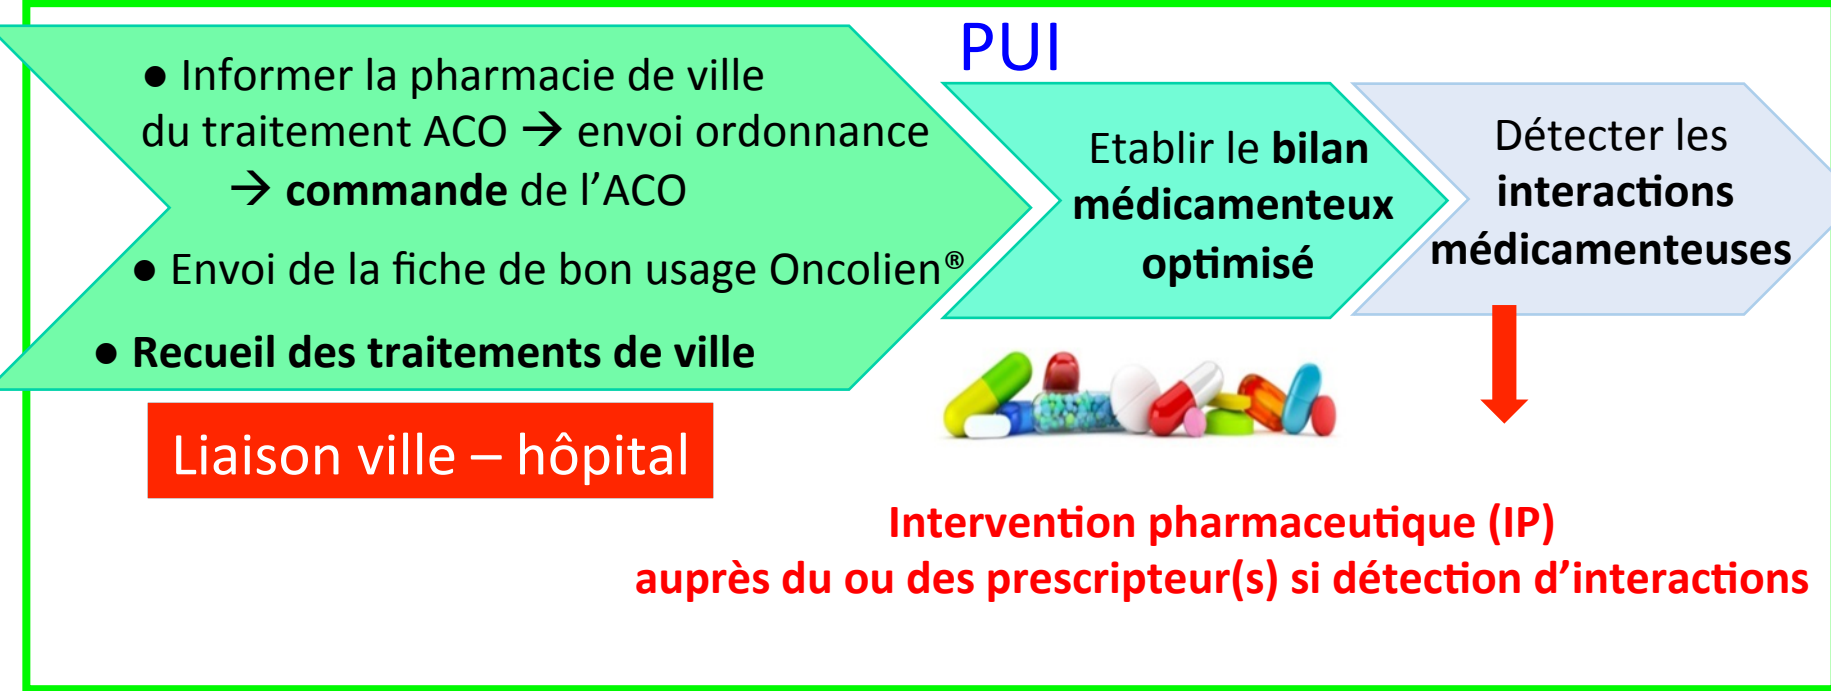 PUI
● Informer la pharmacie de ville
du traitement ACO → envoi ordonnance
→ commande de l’ACO
● Envoi de la fiche de bon usage Oncolien®
● Recueil des traitements de ville
Etablir le bilan
médicamenteux
optimisé
Détecter les
interactions
médicamenteuses
Liaison ville – hôpital
Intervention pharmaceutique (IP)
auprès du ou des prescripteur(s) si détection d’interactions